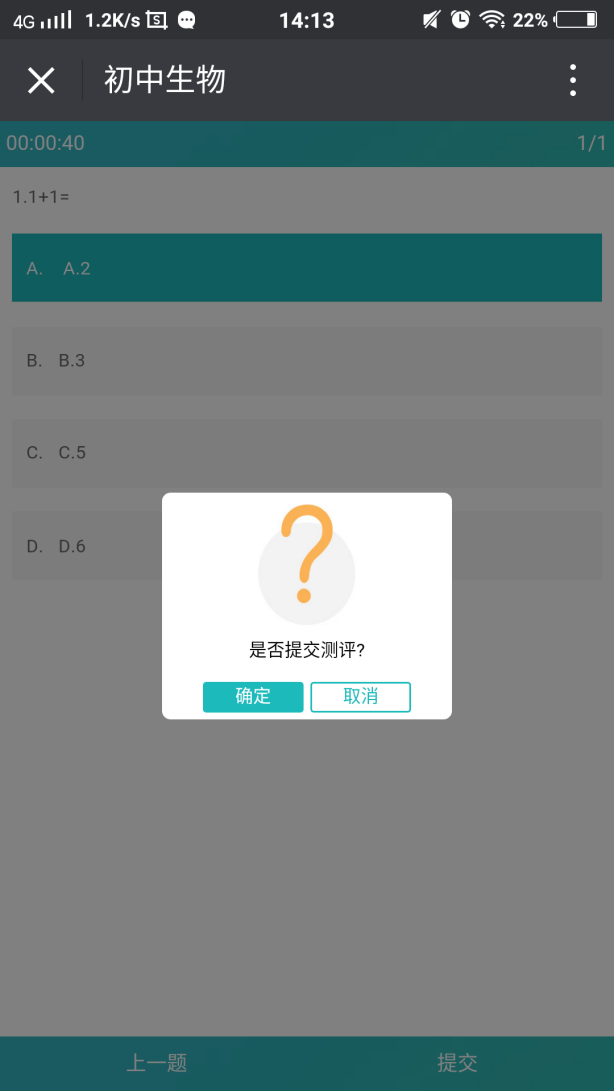 4G 1.2K/s S 14:13 22%
初中生物
00:00:40 1/1
1.1+1=
A. A.2
B. B.3
C. C.5
D. D.6
?
是否提交测评?
确定 取消
上一题 提交